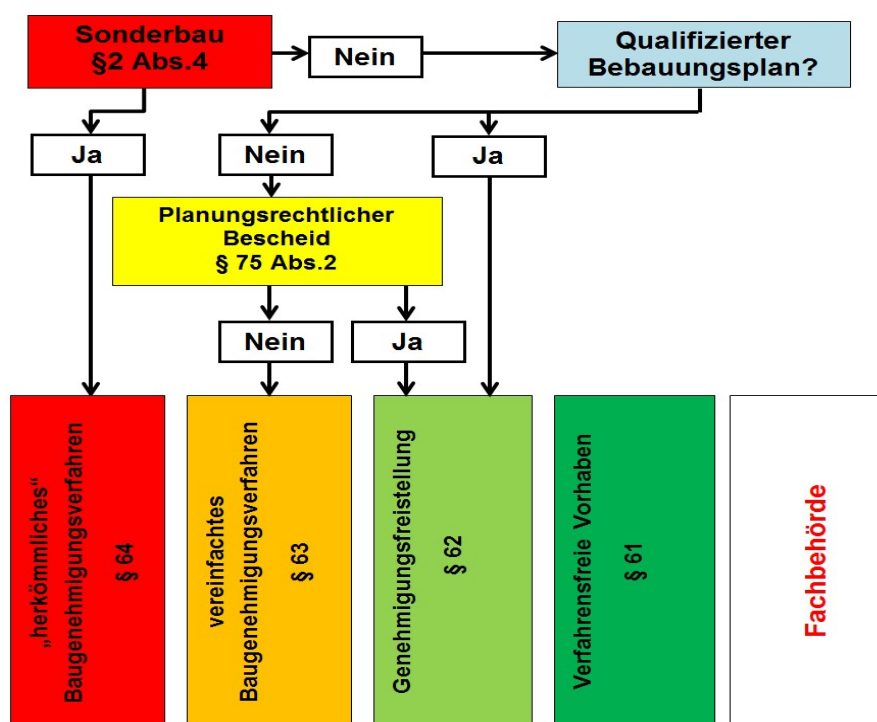 Sonderbau
§2 Abs.4
Nein
Qualifizierter
Bebauungsplan?
Ja
Nein
Ja
Planungsrechtlicher
Bescheid
§ 75 Abs.2
Nein
Ja
„herkömmliches“
Baugenehmigungsverfahren
§ 64
vereinfachtes
Baugenehmigungsverfahren
§ 63
Genehmigungsfreistellung
§ 62
Verfahrensfreie Vorhaben
§ 61
Fachbehörde